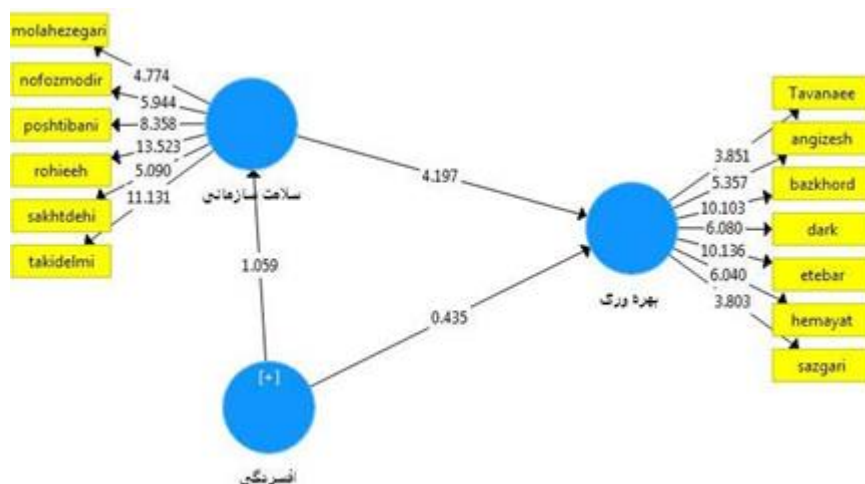 molahezegari
nofozmodir
poshtibani
rohieeh
sakhtdehi
takidelmi
4.774
5.944
8.358
13.523
5.090
11.131
سلامت سازمانی
4.197
1.059
0.435
[+]
افسردگی
بهره وری
3.851
5.357
10.103
6.080
10.136
6.040
3.803
Tavanaee
angizesh
bazkhord
dark
etebar
hemayat
sazgari